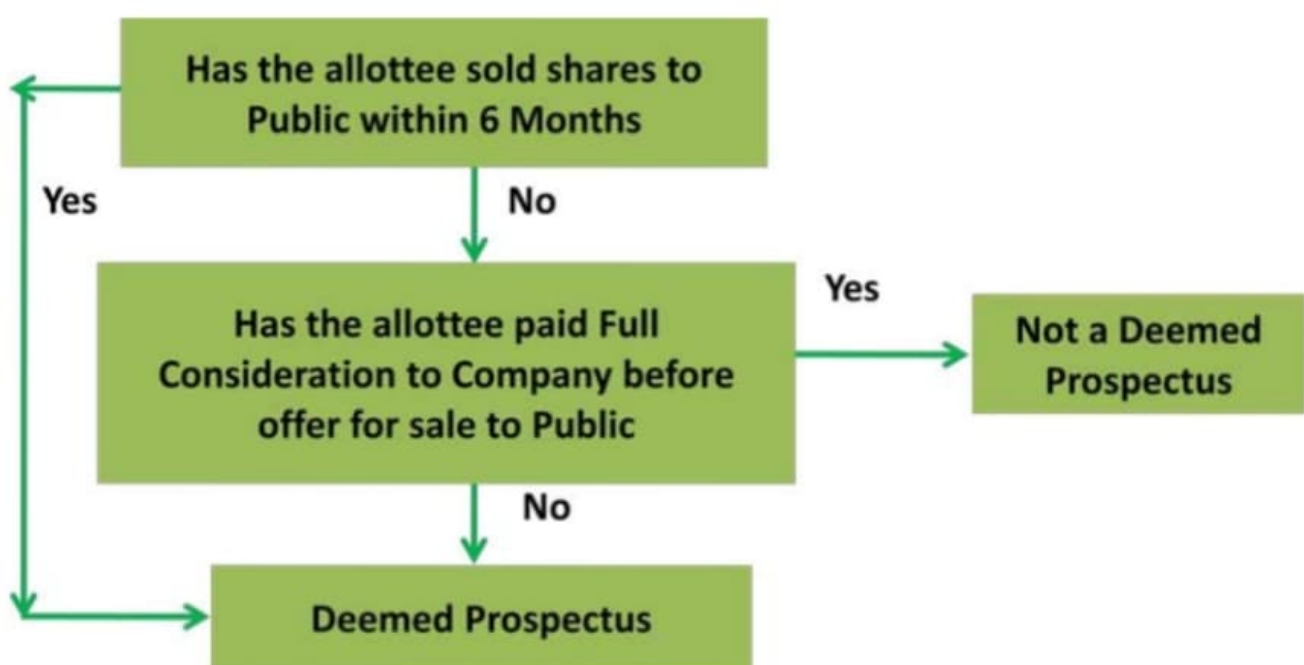 Has the allottee sold shares to
Public within 6 Months
Yes
No
Has the allottee paid Full
Consideration to Company before
offer for sale to Public
Yes
Not a Deemed
Prospectus
No
Deemed Prospectus